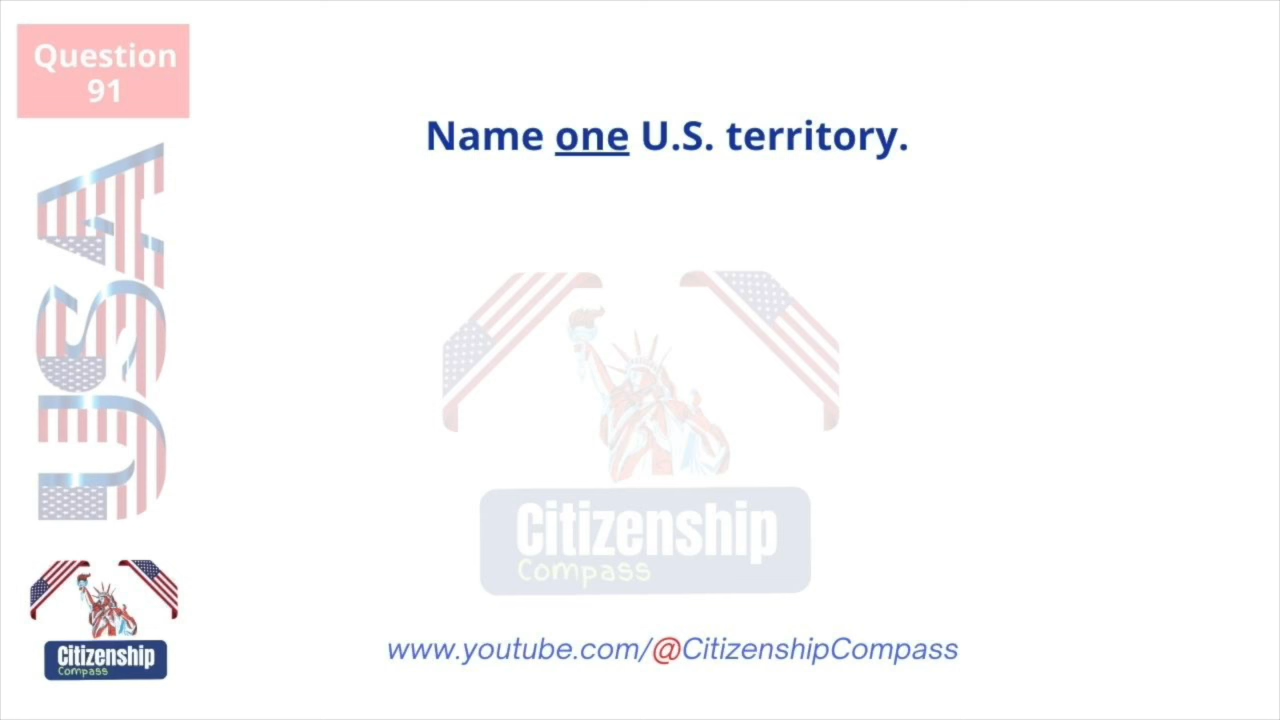 Question
91
Name one U.S. territory.
USA
Citizenship
Compass
Citizenship
Compass
www.youtube.com/@CitizenshipCompass